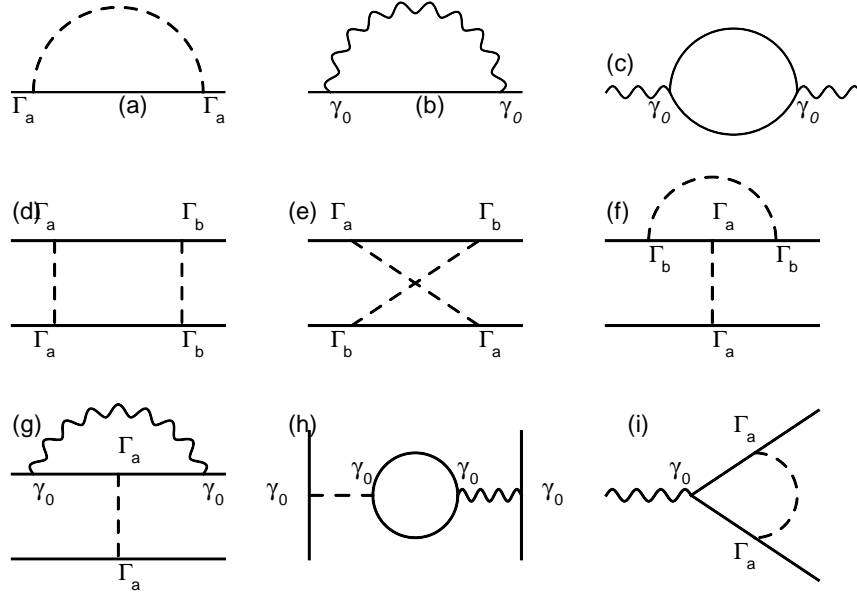 Γa (a) Γa
γ0 (b) γ0
(c) γ0 γ0
(d) Γa Γb
Γa Γb
(e) Γa Γb
Γb Γa
(f) Γa
Γb Γb
Γa
(g) Γa
γ0 γ0
Γa
(h) γ0 γ0
γ0 γ0
(i) Γa
γ0
Γa